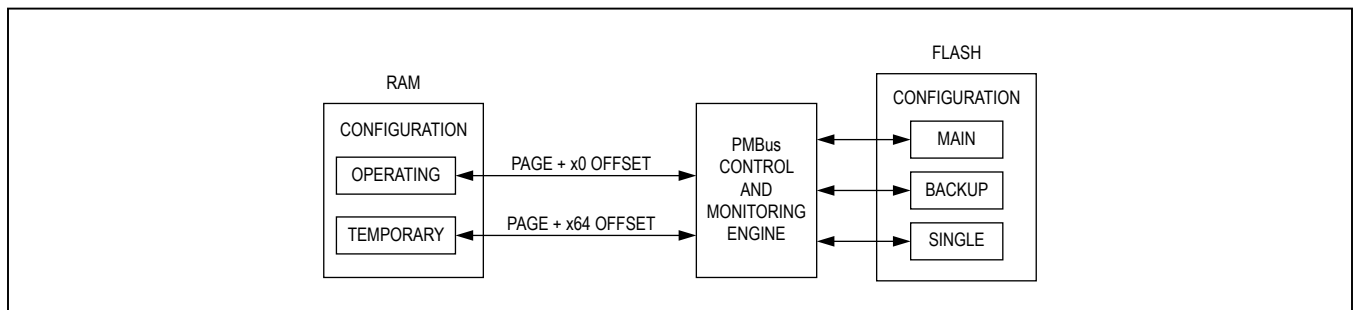 RAM
CONFIGURATION
OPERATING
TEMPORARY
PAGE + x0 OFFSET
PAGE + x64 OFFSET
PMBus
CONTROL
AND
MONITORING
ENGINE
FLASH
CONFIGURATION
MAIN
BACKUP
SINGLE